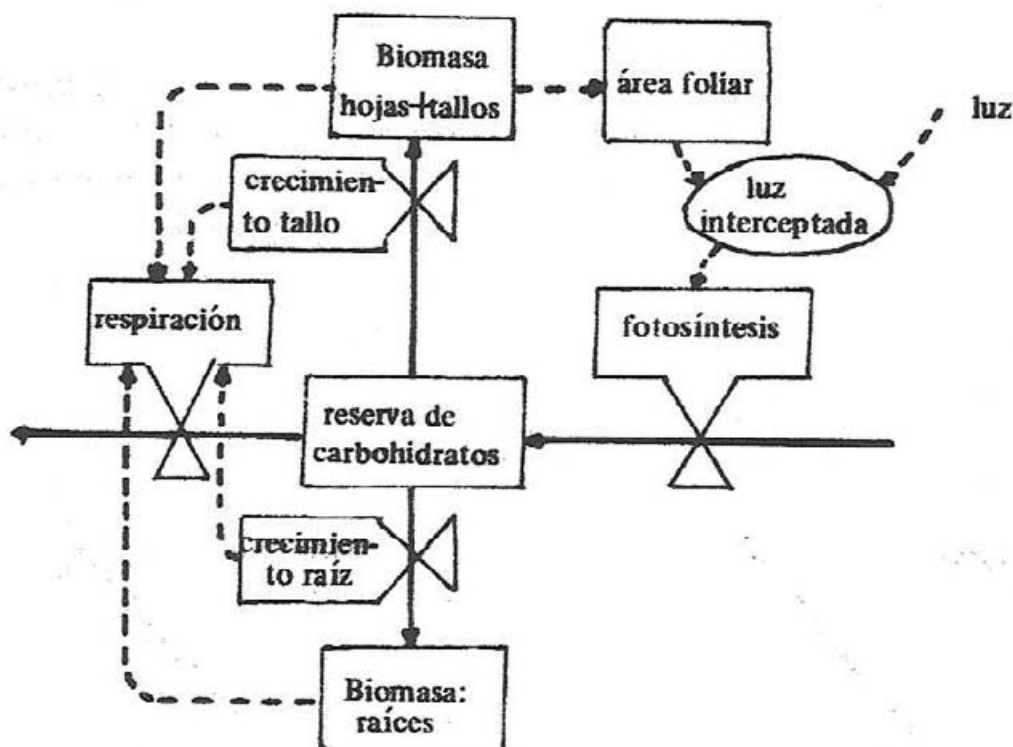 Biomasa
hojas+tallos
área foliar
luz
luz
interceptada
crecimien-
to tallo
respiración
fotosíntesis
reserva de
carbohidratos
crecimien-
to raíz
Biomasa:
raíces